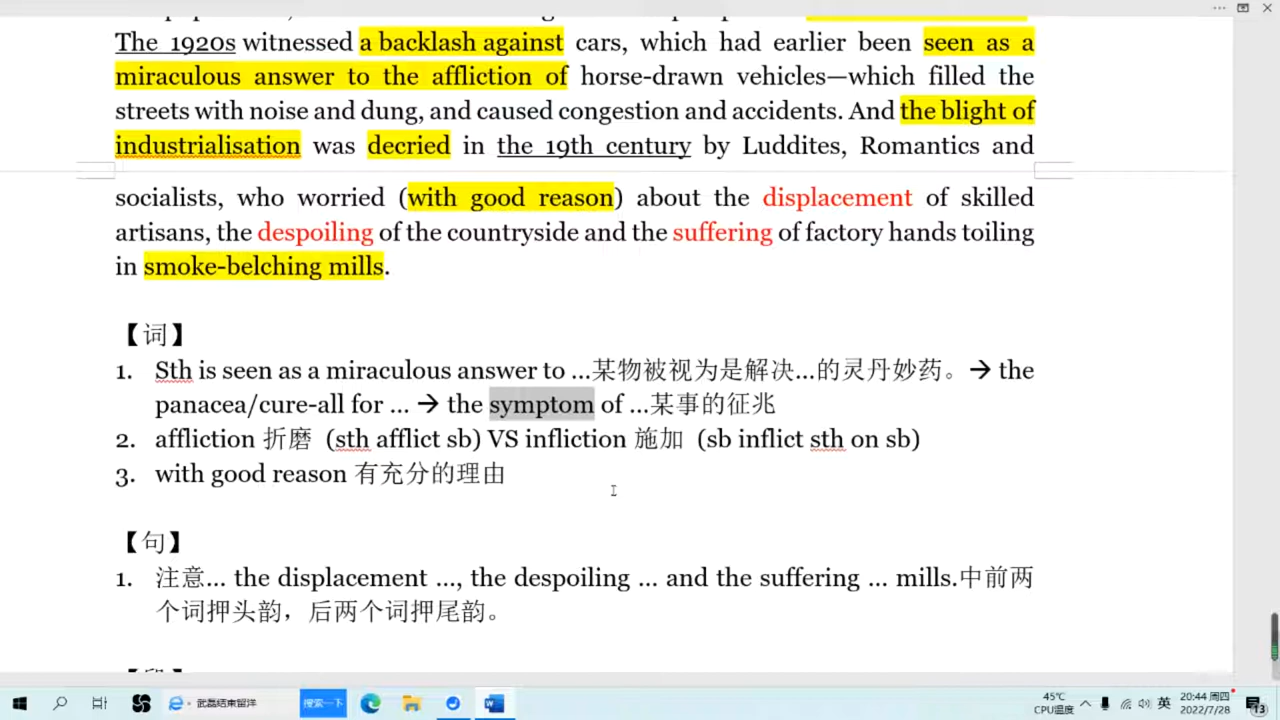 The 1920s witnessed a backlash against cars, which had earlier been seen as a
miraculous answer to the affliction of horse-drawn vehicles—which filled the
streets with noise and dung, and caused congestion and accidents. And the blight of
industrialisation was decried in the 19th century by Luddites, Romantics and
socialists, who worried (with good reason) about the displacement of skilled
artisans, the despoiling of the countryside and the suffering of factory hands toiling
in smoke-belching mills.
【词】
1. Sth is seen as a miraculous answer to …某物被视为是解决…的灵丹妙药。→ the
panacea/cure-all for … → the symptom of …某事的征兆
2. affliction 折磨 (sth afflict sb) VS infliction 施加 (sb inflict sth on sb)
3. with good reason 有充分的理由
【句】
1. 注意… the displacement …, the despoiling … and the suffering … mills.中前两
个词押头韵，后两个词押尾韵。
武磊结束留洋 搜索一下
45℃
CPU温度
英
20:44 周四
2022/7/28
13